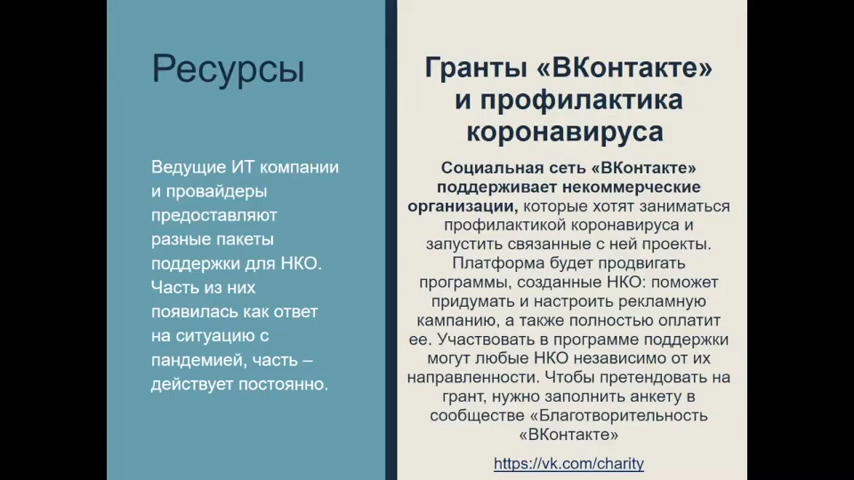 Ресурсы
Ведущие ИТ компании
и провайдеры
предоставляют
разные пакеты
поддержки для НКО.
Часть из них
появилась как ответ
на ситуацию с
пандемией, часть –
действует постоянно.
Гранты «ВКонтакте»
и профилактика
коронавируса
Социальная сеть «ВКонтакте»
поддерживает некоммерческие
организации, которые хотят заниматься
профилактикой коронавируса и
запустить связанные с ней проекты.
Платформа будет продвигать
программы, созданные НКО: поможет
придумать и настроить рекламную
кампанию, а также полностью оплатит
ее. Участвовать в программе поддержки
могут любые НКО независимо от их
направленности. Чтобы претендовать на
грант, нужно заполнить анкету в
сообществе «Благотворительность
«ВКонтакте»
https://vk.com/charity